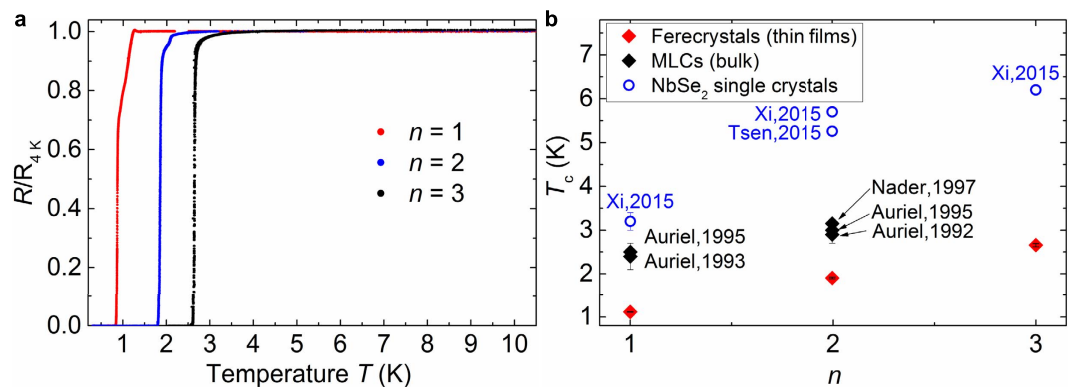 a
1.0
0.8
0.6
0.4
0.2
0.0
R/R4 K
n = 1
n = 2
n = 3
1 2 3 4 5 6 7 8 9 10
Temperature T (K)
b
7
6
5
4
3
2
1
Tc (K)
Ferecrystals (thin films)
MLCs (bulk)
NbSe2 single crystals
Xi,2015
Xi,2015
Tsen,2015
Nader,1997
Auriel,1995
Auriel,1992
Xi,2015
Auriel,1995
Auriel,1993
1 2 3
n